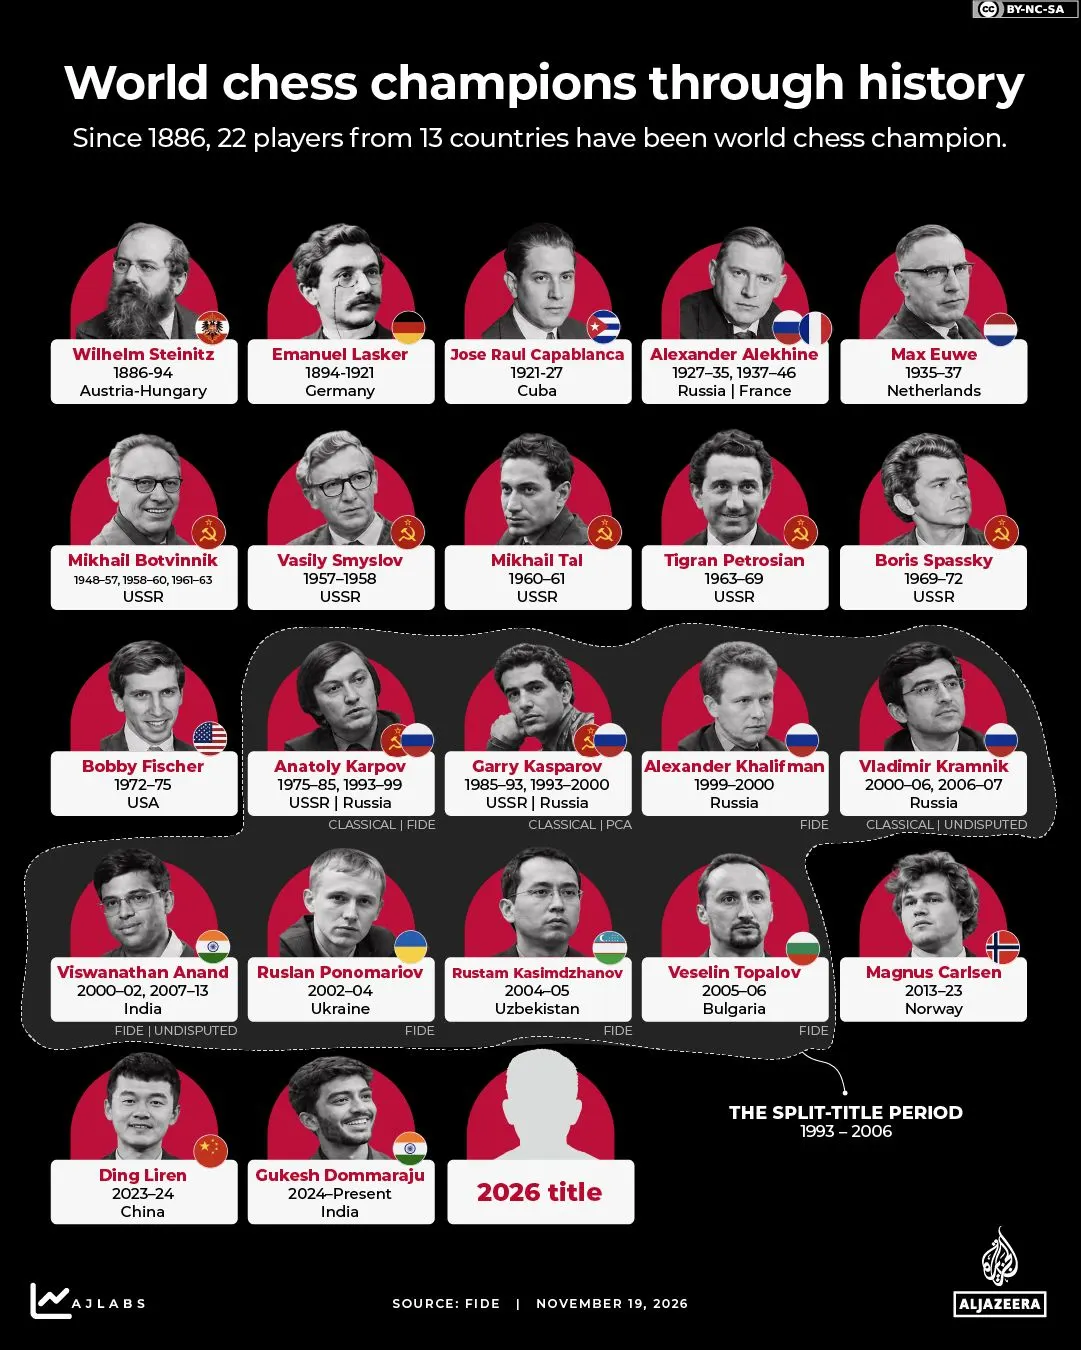 cc BY-NC-SA
World chess champions through history
Since 1886, 22 players from 13 countries have been world chess champion.
Wilhelm Steinitz
1886-94
Austria-Hungary
Emanuel Lasker
1894-1921
Germany
Jose Raul Capablanca
1921-27
Cuba
Alexander Alekhine
1927–35, 1937–46
Russia | France
Max Euwe
1935–37
Netherlands
Mikhail Botvinnik
1948–57, 1958–60, 1961–63
USSR
Vasily Smyslov
1957–1958
USSR
Mikhail Tal
1960–61
USSR
Tigran Petrosian
1963–69
USSR
Boris Spassky
1969–72
USSR
Bobby Fischer
1972–75
USA
Anatoly Karpov
1975–85, 1993–99
USSR | Russia
CLASSICAL | FIDE
Garry Kasparov
1985–93, 1993–2000
USSR | Russia
CLASSICAL | PCA
Alexander Khalifman
1999–2000
Russia
FIDE
Vladimir Kramnik
2000–06, 2006–07
Russia
CLASSICAL | UNDISPUTED
Viswanathan Anand
2000–02, 2007–13
India
FIDE | UNDISPUTED
Ruslan Ponomariov
2002–04
Ukraine
FIDE
Rustam Kasimdzhanov
2004–05
Uzbekistan
FIDE
Veselin Topalov
2005–06
Bulgaria
FIDE
Magnus Carlsen
2013–23
Norway
THE SPLIT-TITLE PERIOD
1993 – 2006
Ding Liren
2023–24
China
Gukesh Dommaraju
2024–Present
India
2026 title
AJLABS
SOURCE: FIDE | NOVEMBER 19, 2026
ALJAZEERA